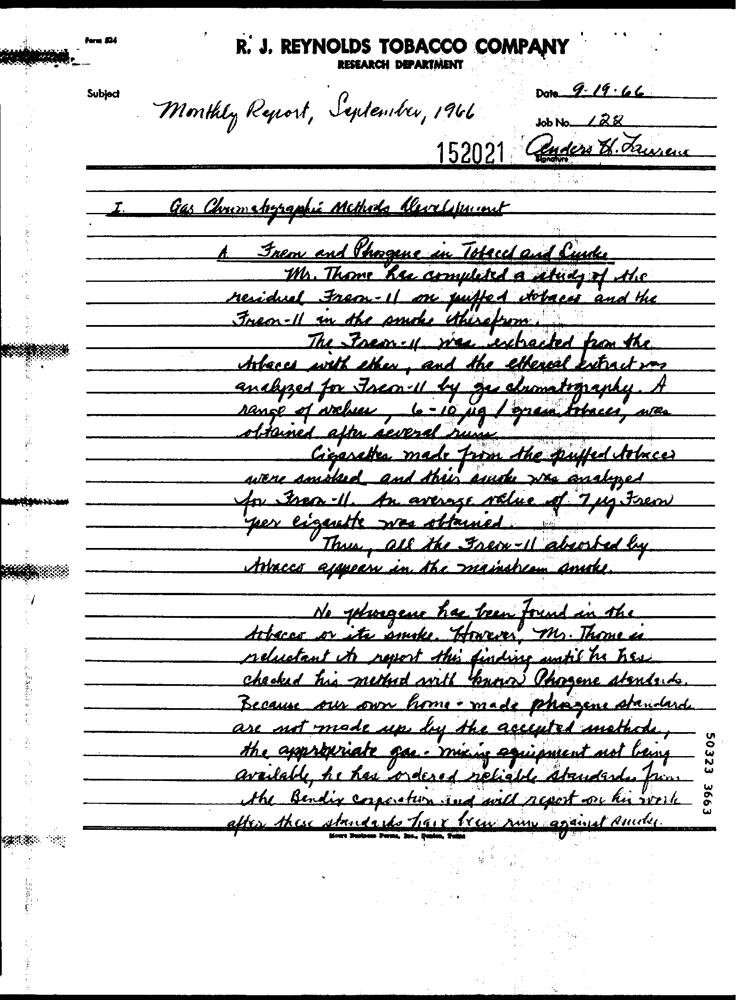 Form 524
R. J. REYNOLDS TOBACCO COMPANY
RESEARCH DEPARTMENT
Subject
Monthly Report, September, 1966
Date 9-19-66
Job No. 128
152021
Anders H. Laurene
Signature
I. Gas Chromatographic Methods Development
A Freon and Phosgene in Tobacco and Smoke
Mr. Thome has completed a study of the
residual Freon-11 on puffed tobacco and the
Freon-11 in the smoke therefrom.
The Freon-11 was extracted from the
tobacco with ether, and the ethereal extract was
analyzed for Freon-11 by gas chromatography. A
range of values, 6-10 µg / gram tobacco, was
obtained after several runs.
Cigarettes made from the puffed tobacco
were smoked and their smoke was analyzed
for Freon-11. An average value of 7 µg Freon
per cigarette was obtained.
Thus, all the Freon-11 absorbed by
tobacco appears in the mainstream smoke.
No phosgene has been found in the
tobacco or its smoke. However, Mr. Thome is
reluctant to report this finding until he has
checked his method with known Phosgene standards.
Because our own home-made phosgene standards
are not made up by the accepted methods,
the appropriate gas-mixing equipment not being
available, he has ordered reliable standards from
the Bendix corporation and will report on his work
after these standards have been run against smoke.
50323 3663